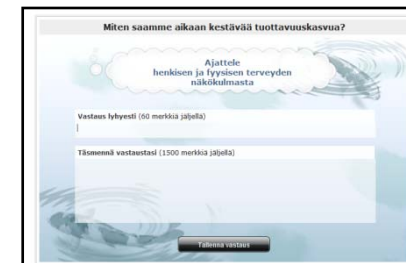 Miten saamme aikaan kestävää tuottavuuskasvua?
Ajattele
henkisen ja fyysisen terveyden
näkökulmasta
Vastaus lyhyesti (60 merkkiä jäljellä)
Täsmennä vastaustasi (1500 merkkiä jäljellä)
Tallenna vastaus